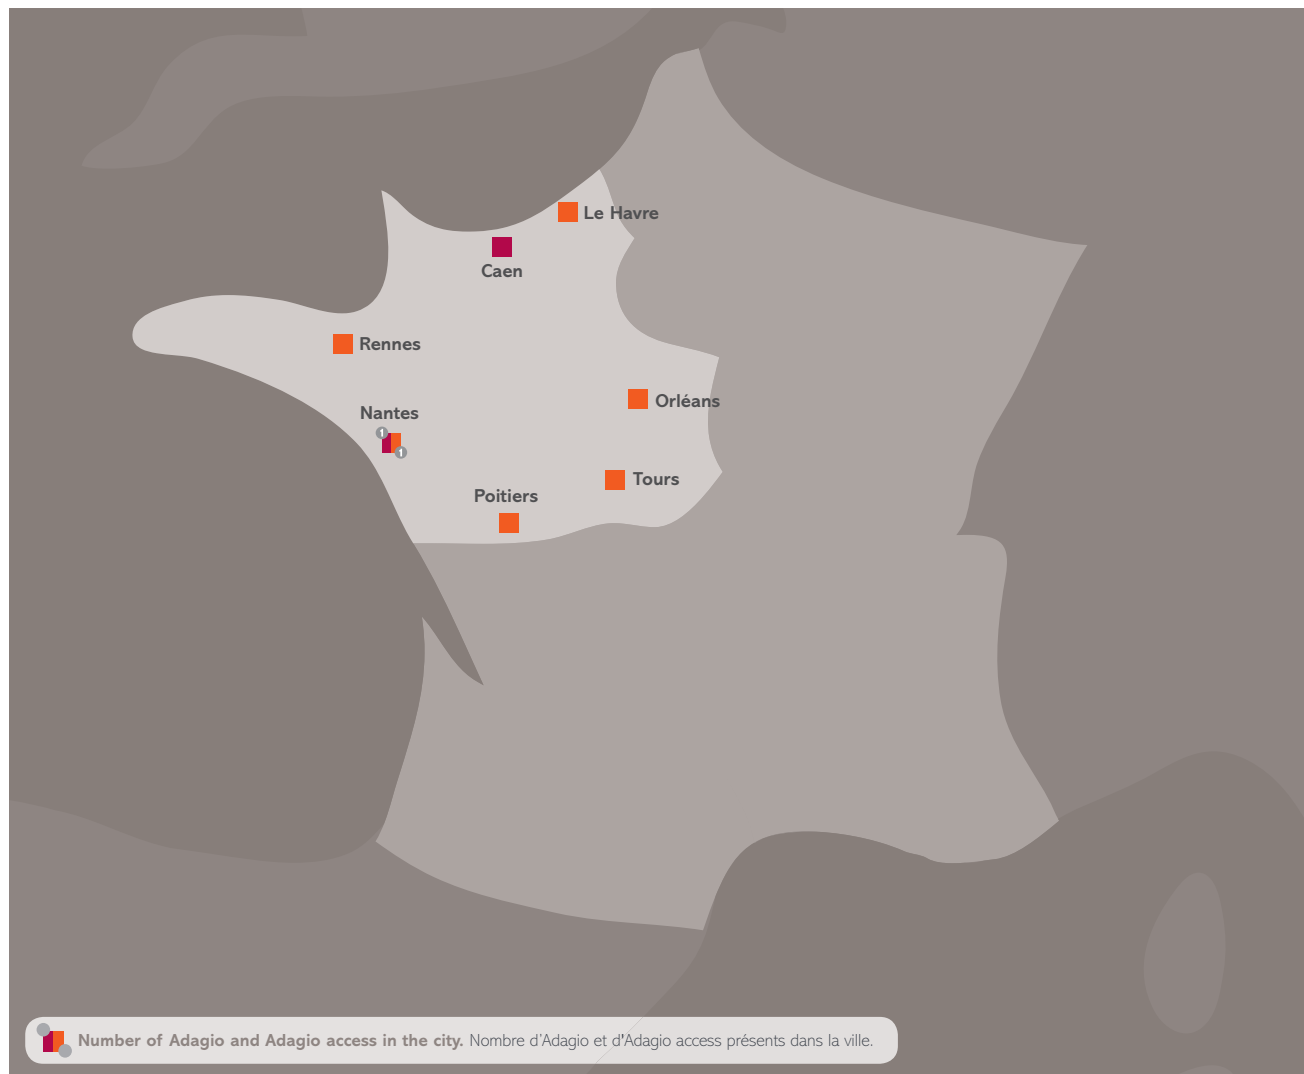 Le Havre
Caen
Rennes
Orléans
Nantes
1
1
Tours
Poitiers
Number of Adagio and Adagio access in the city. Nombre d'Adagio et d'Adagio access présents dans la ville.